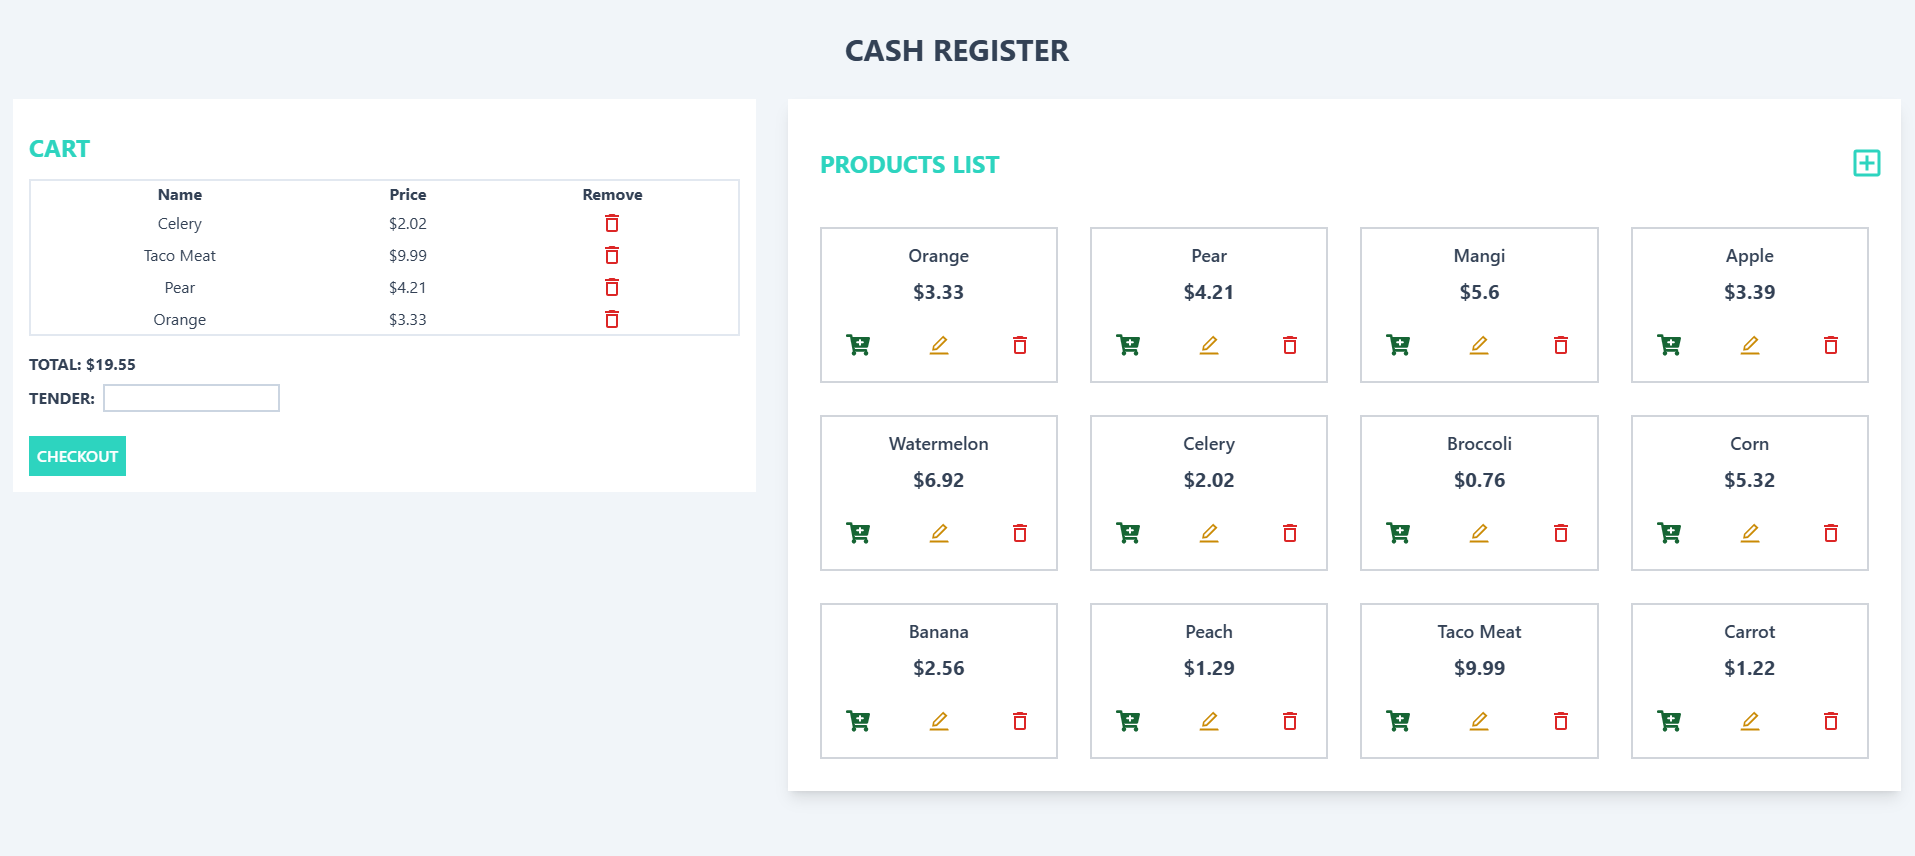 CASH REGISTER
CART
Name Price Remove
Celery $2.02
Taco Meat $9.99
Pear $4.21
Orange $3.33
TOTAL: $19.55
TENDER:
CHECKOUT
PRODUCTS LIST
Orange Pear Mangi Apple
$3.33 $4.21 $5.6 $3.39
Watermelon Celery Broccoli Corn
$6.92 $2.02 $0.76 $5.32
Banana Peach Taco Meat Carrot
$2.56 $1.29 $9.99 $1.22